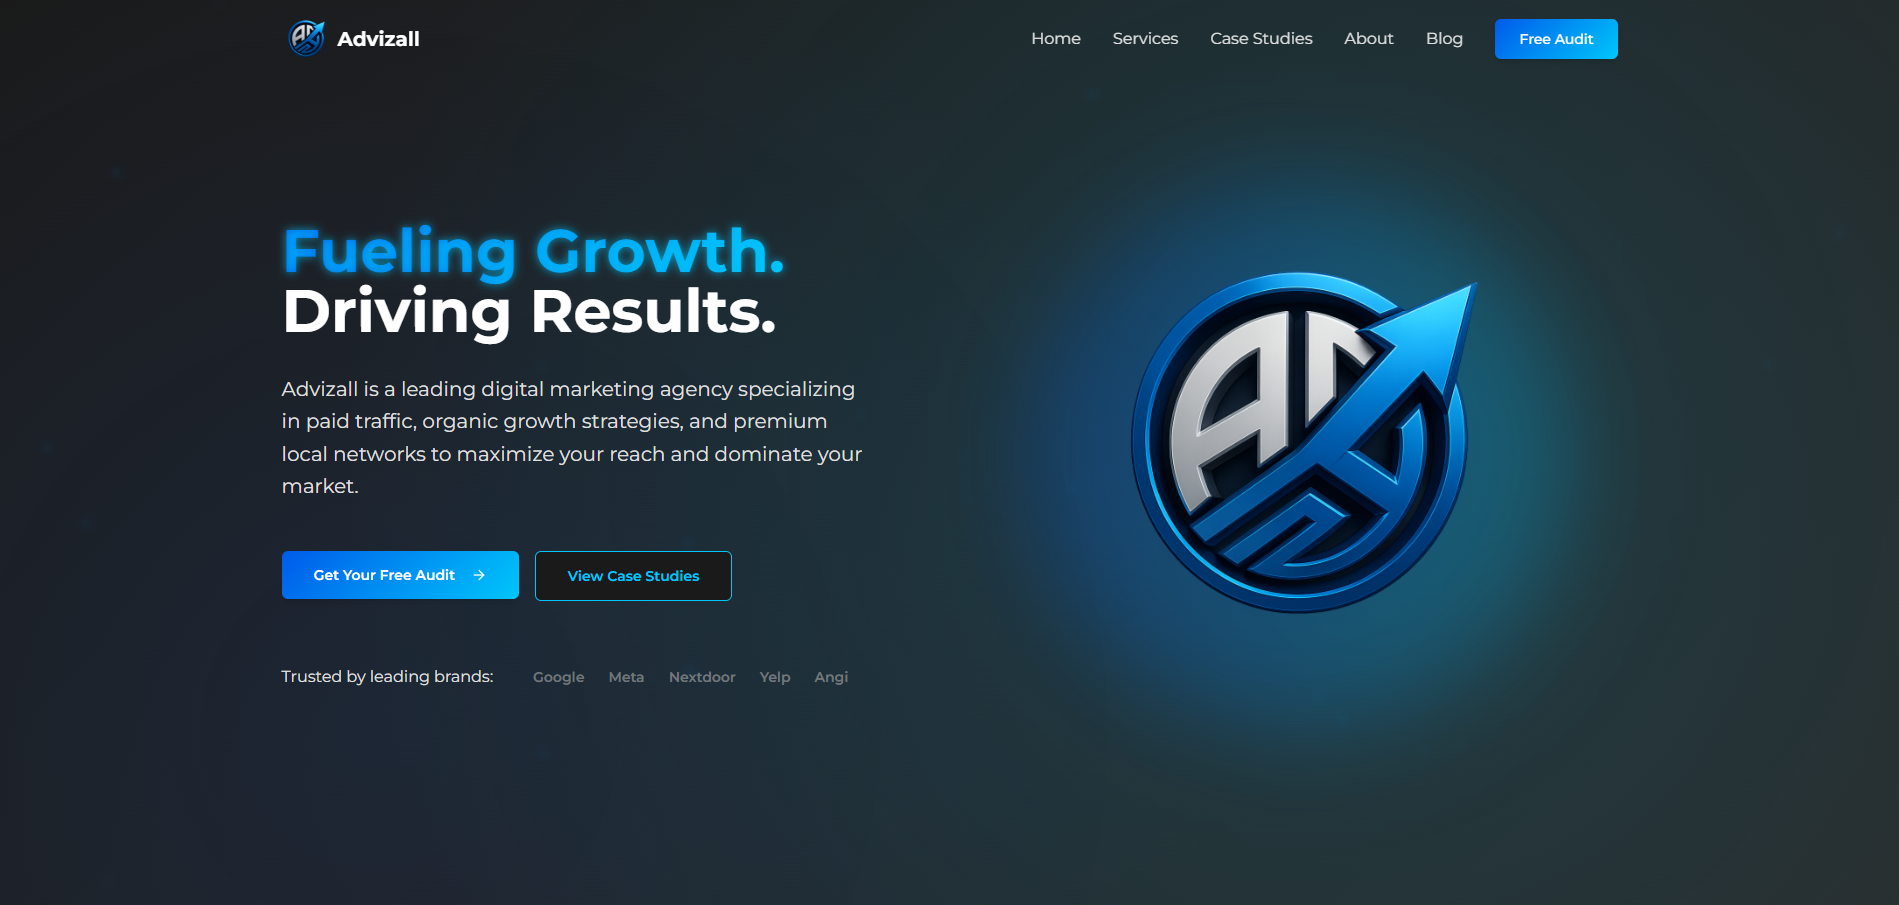 Advizall
Home Services Case Studies About Blog Free Audit
Fueling Growth.
Driving Results.
Advizall is a leading digital marketing agency specializing
in paid traffic, organic growth strategies, and premium
local networks to maximize your reach and dominate your
market.
Get Your Free Audit →
View Case Studies
Trusted by leading brands: Google Meta Nextdoor Yelp Angi